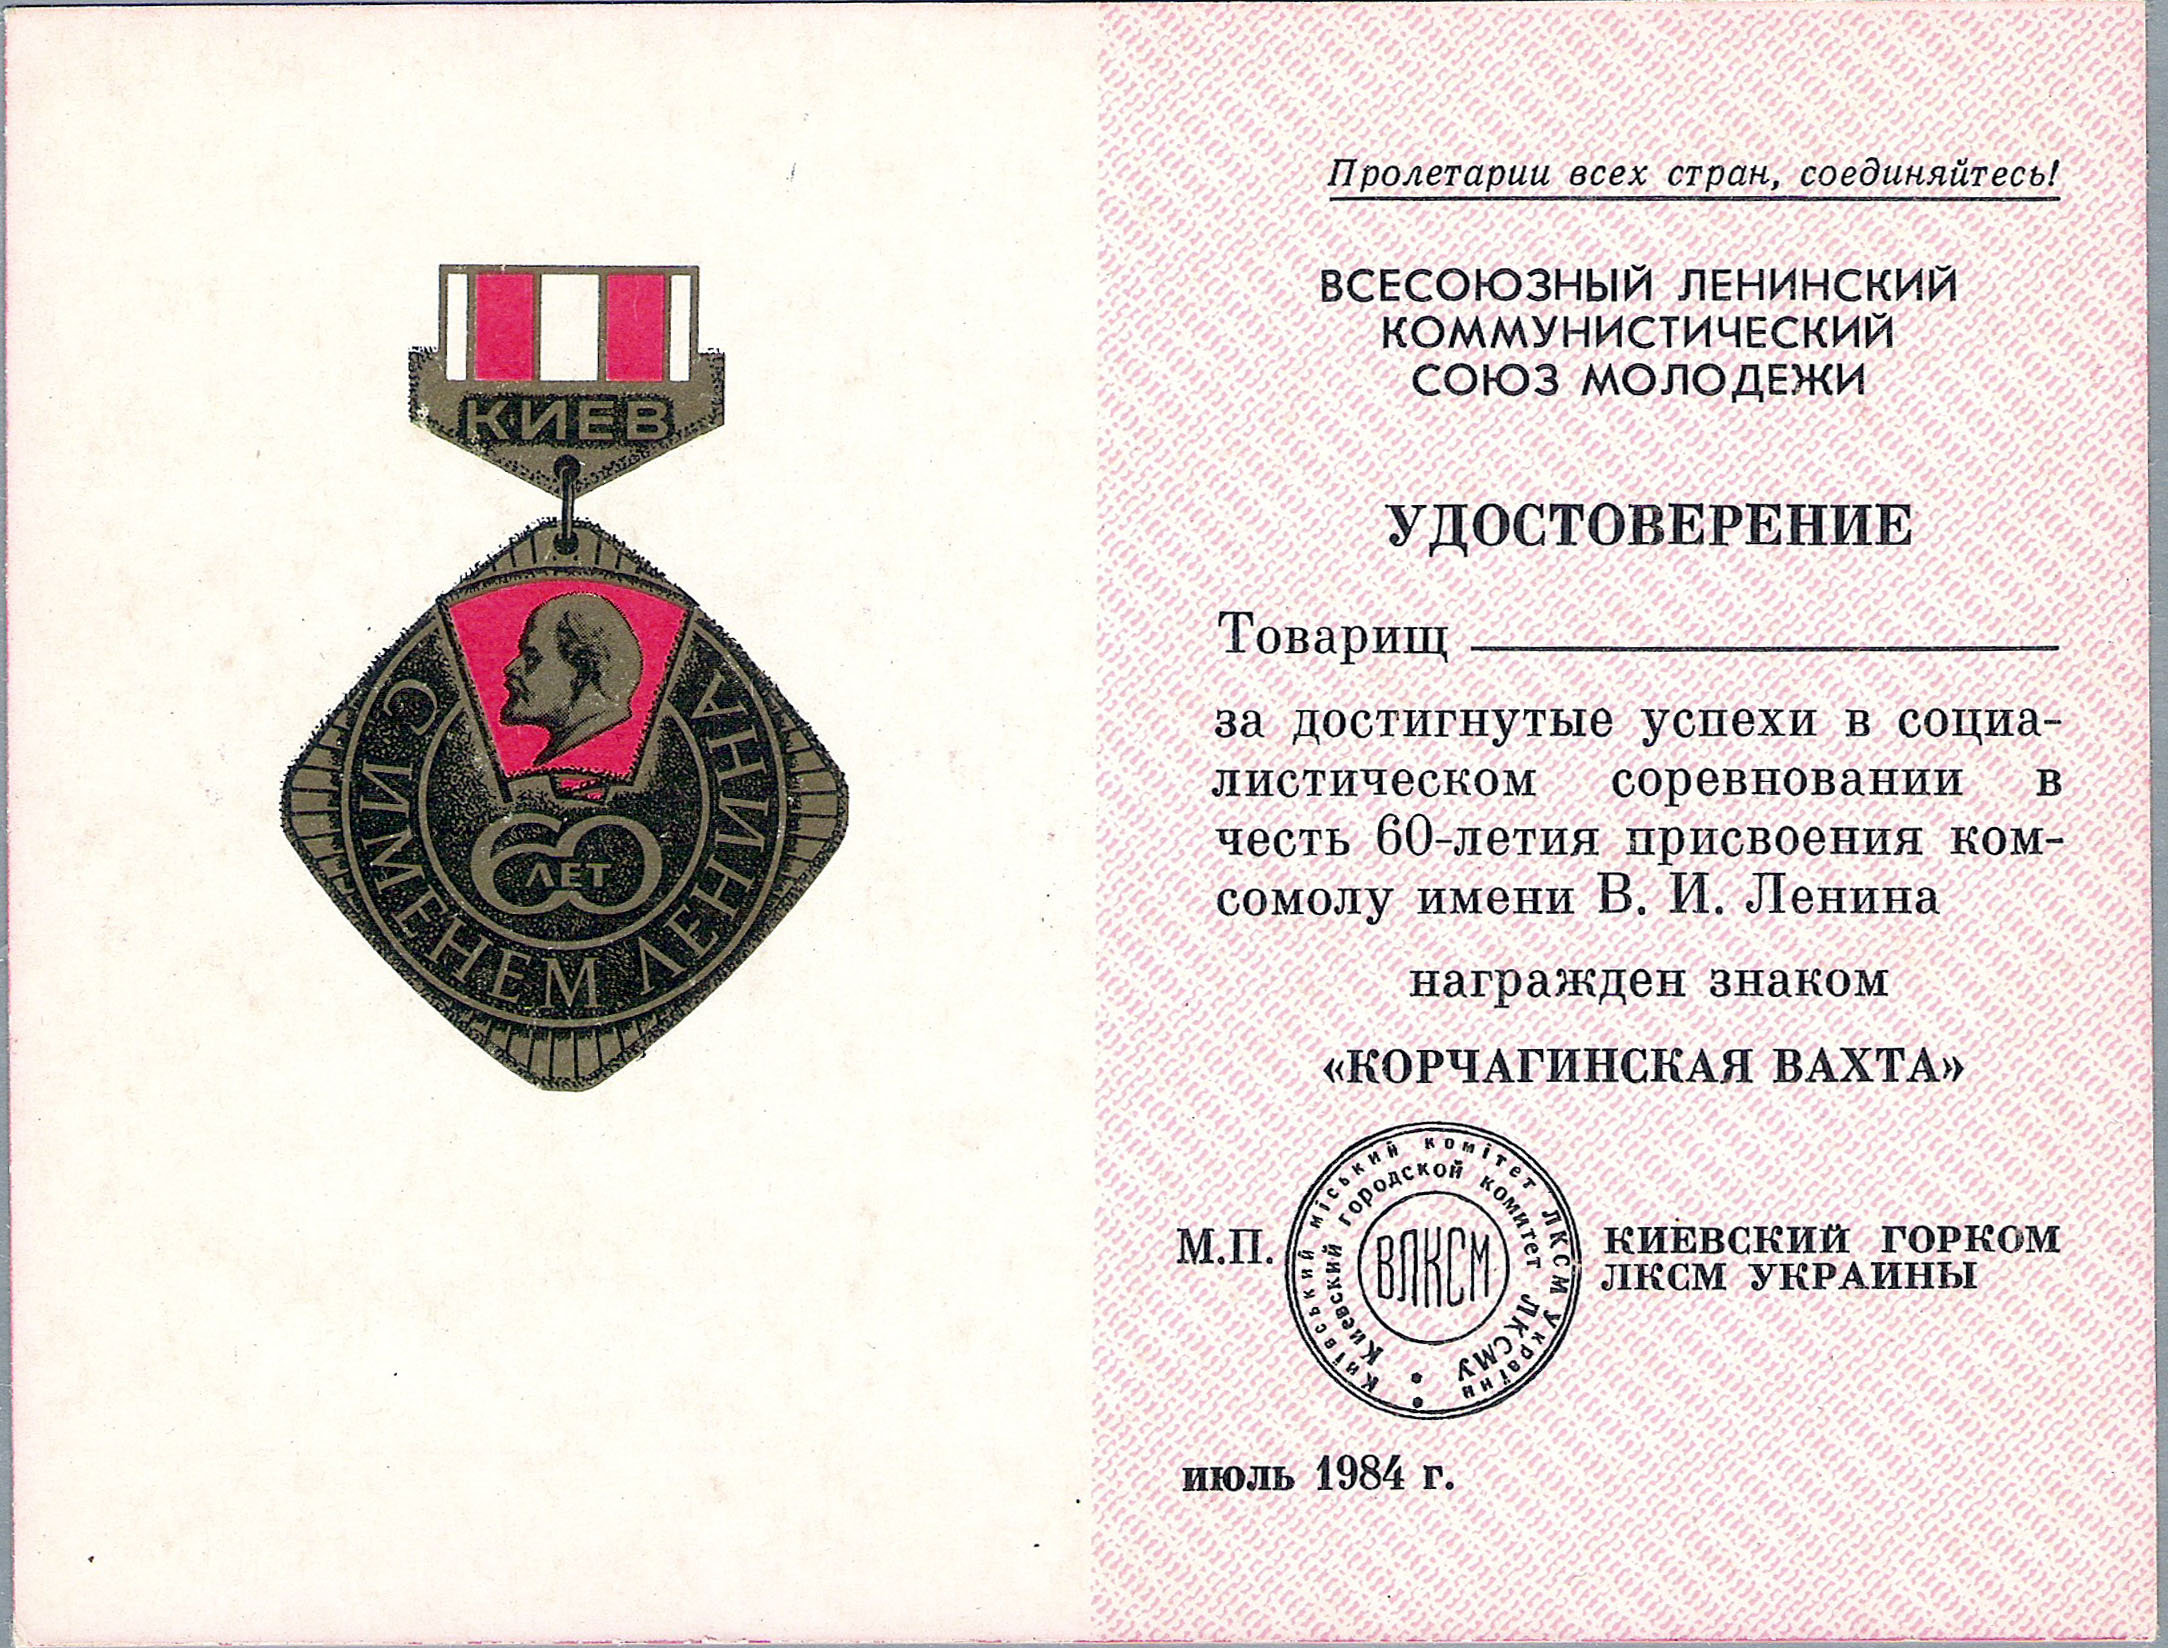 КИЕВ
С ИМЕНЕМ ЛЕНИНА
60
ЛЕТ
Пролетарии всех стран, соединяйтесь!
ВСЕСОЮЗНЫЙ ЛЕНИНСКИЙ
КОММУНИСТИЧЕСКИЙ
СОЮЗ МОЛОДЕЖИ
УДОСТОВЕРЕНИЕ
Товарищ
за достигнутые успехи в социа-
листическом соревновании в
честь 60-летия присвоения ком-
сомолу имени В. И. Ленина
награжден знаком
«КОРЧАГИНСКАЯ ВАХТА»
М.П.
Київський міський комітет ЛКСМ України
Киевский городской комитет ЛКСМУ
ВЛКСМ
КИЕВСКИЙ ГОРКОМ
ЛКСМ УКРАИНЫ
июль 1984 г.